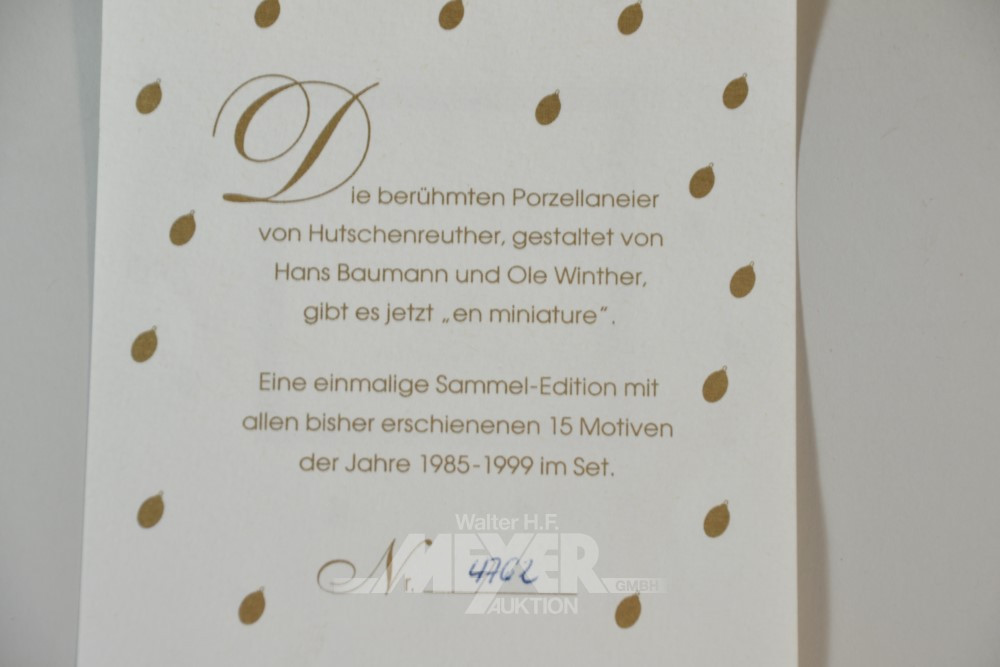 Die berühmten Porzellaneier
von Hutschenreuther, gestaltet von
Hans Baumann und Ole Winther,
gibt es jetzt „en miniature“.
Eine einmalige Sammel-Edition mit
allen bisher erschienenen 15 Motiven
der Jahre 1985-1999 im Set.
Nr. 4762
Walter H.F.
MEYER GMBH
AUKTION